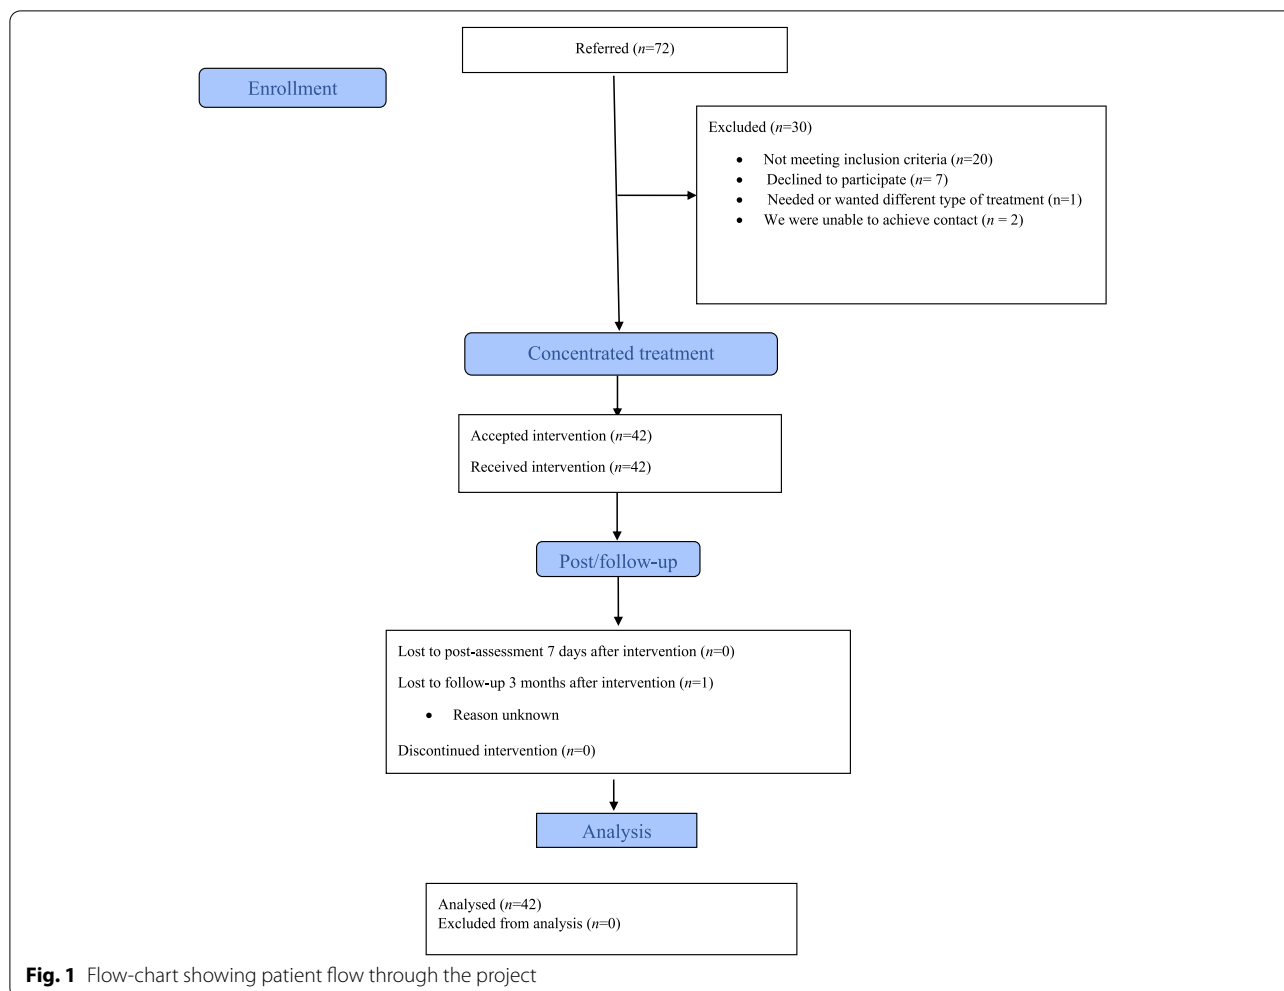 Referred (n=72)
Enrollment
Excluded (n=30)
• Not meeting inclusion criteria (n=20)
• Declined to participate (n= 7)
• Needed or wanted different type of treatment (n=1)
• We were unable to achieve contact (n = 2)
Concentrated treatment
Accepted intervention (n=42)
Received intervention (n=42)
Post/follow-up
Lost to post-assessment 7 days after intervention (n=0)
Lost to follow-up 3 months after intervention (n=1)
• Reason unknown
Discontinued intervention (n=0)
Analysis
Analysed (n=42)
Excluded from analysis (n=0)
Fig. 1 Flow-chart showing patient flow through the project